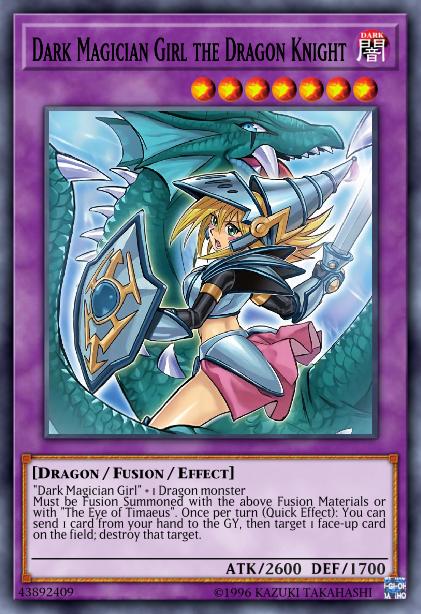 Dark Magician Girl the Dragon Knight
DARK
闇
[Dragon / Fusion / Effect]
"Dark Magician Girl" + 1 Dragon monster
Must be Fusion Summoned with the above Fusion Materials or
with "The Eye of Timaeus". Once per turn (Quick Effect): You can
send 1 card from your hand to the GY, then target 1 face-up card
on the field; destroy that target.
ATK/2600 DEF/1700
43892409 ©1996 KAZUKI TAKAHASHI